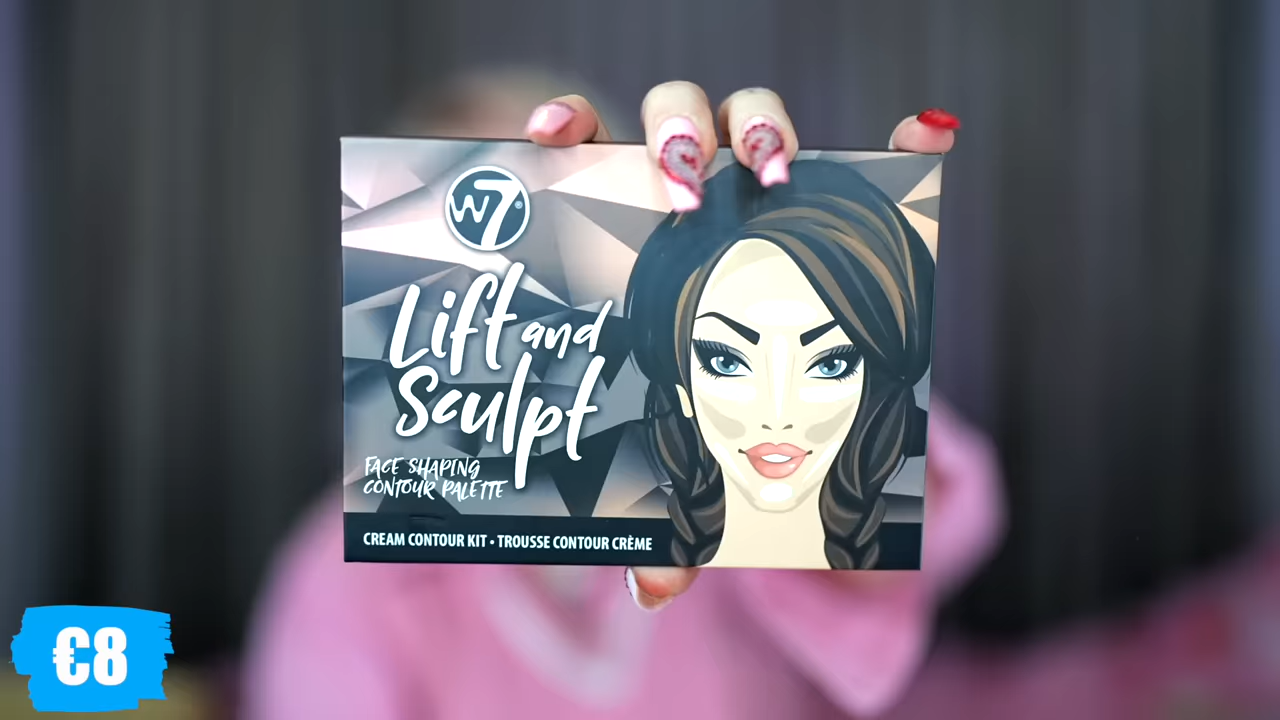 W7®
Lift and
Sculpt
FACE SHAPING
CONTOUR PALETTE
CREAM CONTOUR KIT • TROUSSE CONTOUR CRÈME
€8